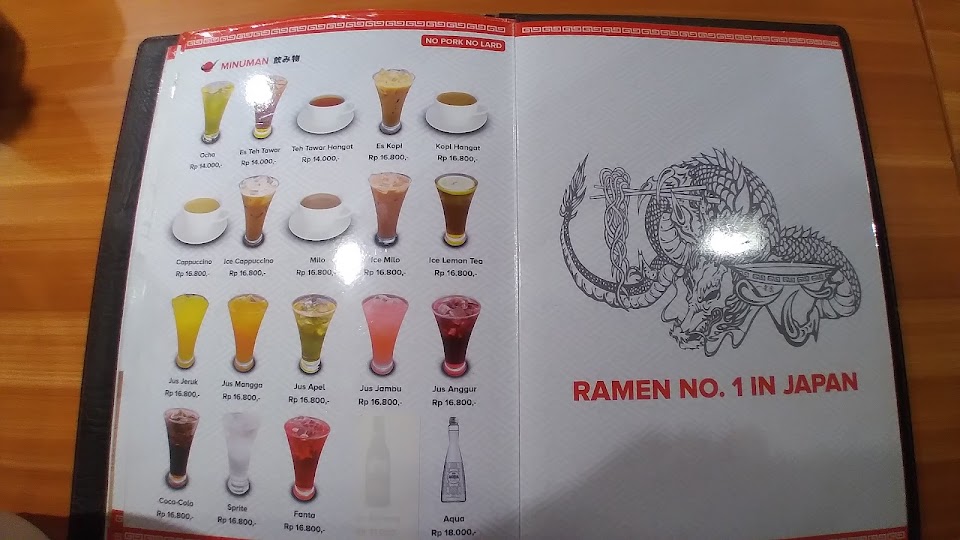 NO PORK NO LARD
MINUMAN 飲み物
Ocha
Rp 14.000,-
Es Teh Tawar
Rp 14.000,-
Teh Tawar Hangat
Rp 14.000,-
Es Kopi
Rp 16.800,-
Kopi Hangat
Rp 16.800,-
Cappuccino
Rp 16.800,-
Ice Cappuccino
Rp 16.800,-
Milo
Rp 16.800,-
Ice Milo
Rp 16.800,-
Ice Lemon Tea
Rp 16.800,-
Jus Jeruk
Rp 16.800,-
Jus Mangga
Rp 16.800,-
Jus Apel
Rp 16.800,-
Jus Jambu
Rp 16.800,-
Jus Anggur
Rp 16.800,-
Coca-Cola
Rp 16.800,-
Sprite
Rp 16.800,-
Fanta
Rp 16.800,-
Aqua
Rp 18.000,-
RAMEN NO. 1 IN JAPAN